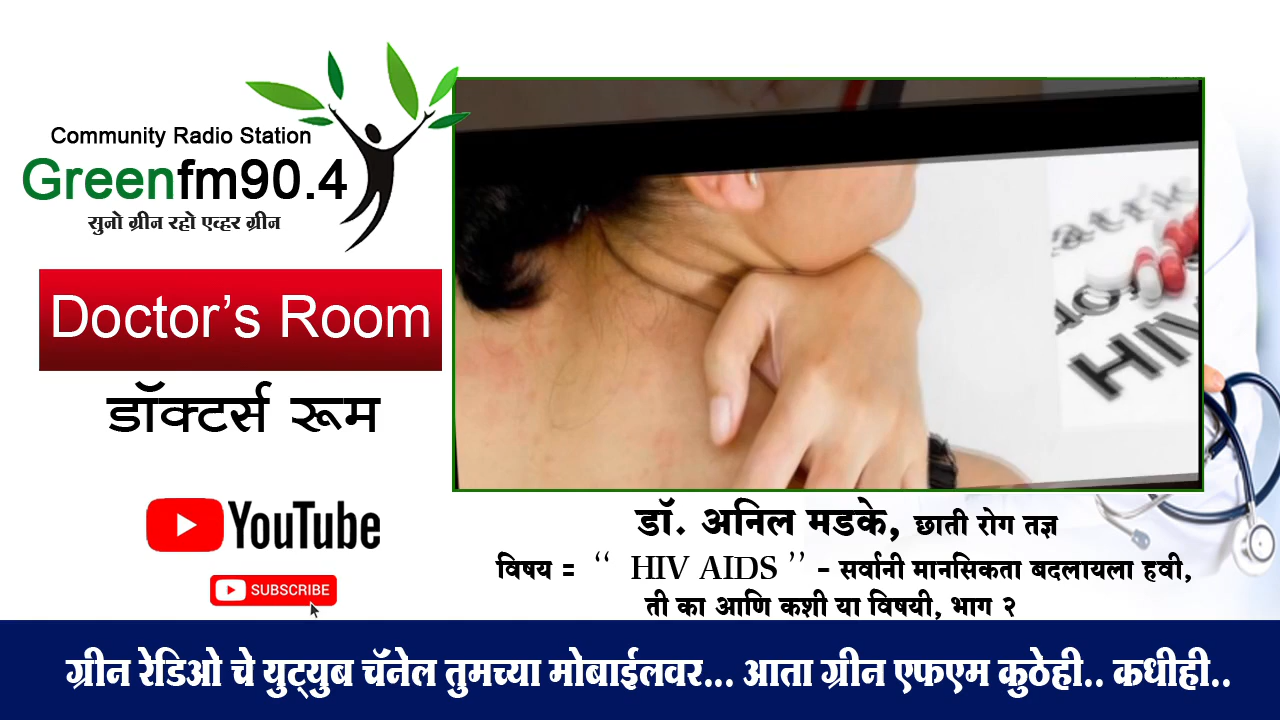 Community Radio Station
Greenfm90.4
सुनो ग्रीन रहो एव्हर ग्रीन
Doctor's Room
डॉक्टर्स रूम
YouTube
SUBSCRIBE
HIV
डॉ. अनिल मडके, छाती रोग तज्ञ
विषय = “ HIV AIDS ” - सर्वानी मानसिकता बदलायला हवी,
ती का आणि कशी या विषयी, भाग २
ग्रीन रेडिओ चे युट्युब चॅनेल तुमच्या मोबाईलवर... आता ग्रीन एफएम कुठेही.. कधीही..